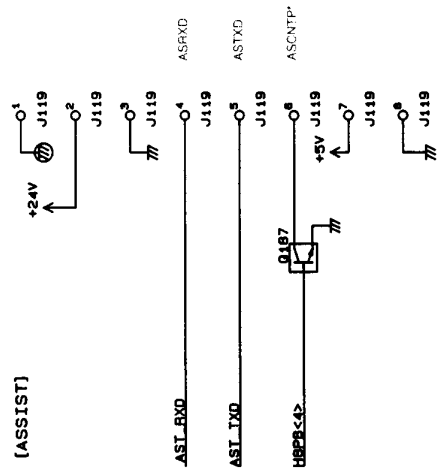 [ASSIST]
1
J119
+24V
2
J119
3
J119
AST_RXD
4
J119
ASRXD
AST_TXD
5
J119
ASTXD
HBPB<4>
Q187
6
J119
ASCNTP*
+5V
7
J119
8
J119